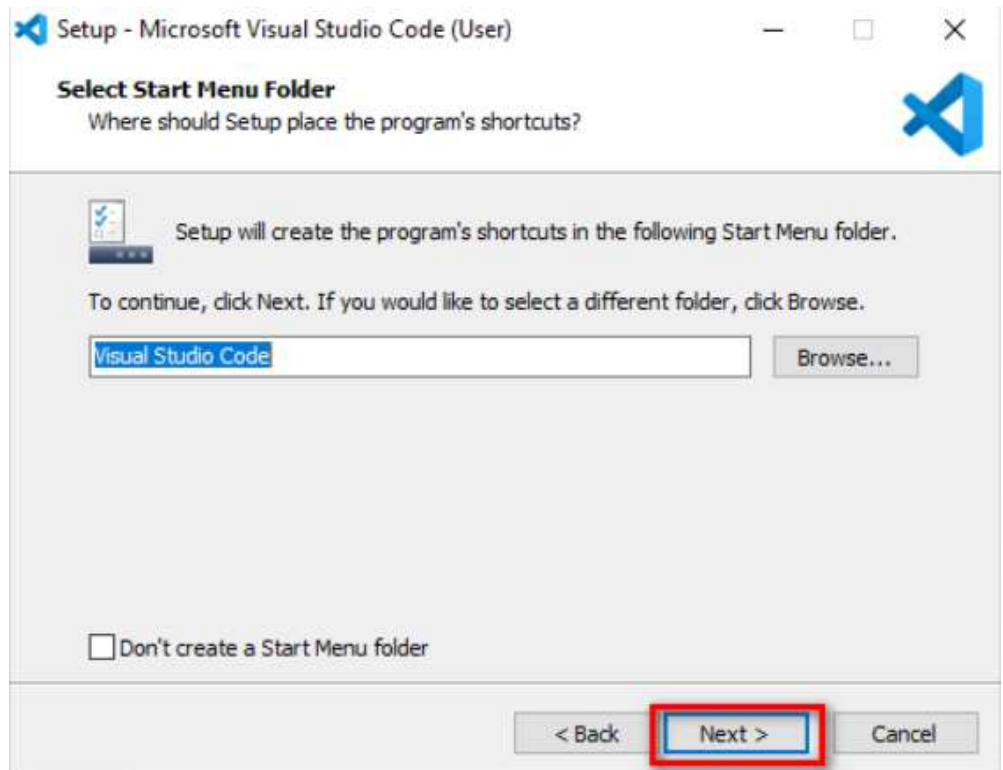 Setup - Microsoft Visual Studio Code (User)
Select Start Menu Folder
Where should Setup place the program's shortcuts?
Setup will create the program's shortcuts in the following Start Menu folder.
To continue, click Next. If you would like to select a different folder, click Browse.
Visual Studio Code
Browse...
Don't create a Start Menu folder
< Back Next > Cancel